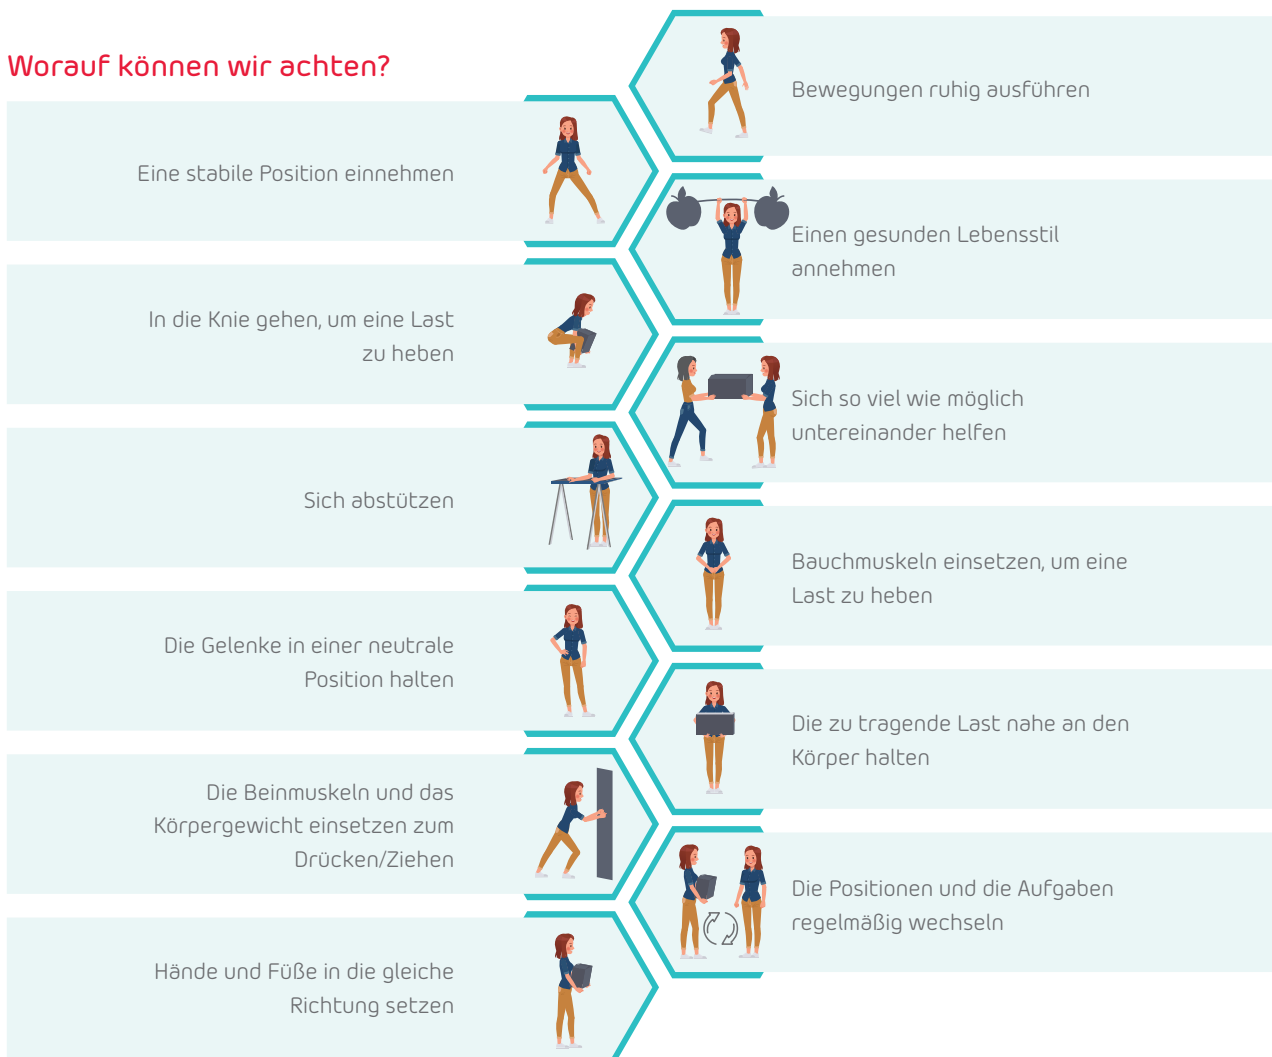 Worauf können wir achten?
Eine stabile Position einnehmen
In die Knie gehen, um eine Last
zu heben
Sich abstützen
Die Gelenke in einer neutrale
Position halten
Die Beinmuskeln und das
Körpergewicht einsetzen zum
Drücken/Ziehen
Hände und Füße in die gleiche
Richtung setzen
Bewegungen ruhig ausführen
Einen gesunden Lebensstil
annehmen
Sich so viel wie möglich
untereinander helfen
Bauchmuskeln einsetzen, um eine
Last zu heben
Die zu tragende Last nahe an den
Körper halten
Die Positionen und die Aufgaben
regelmäßig wechseln